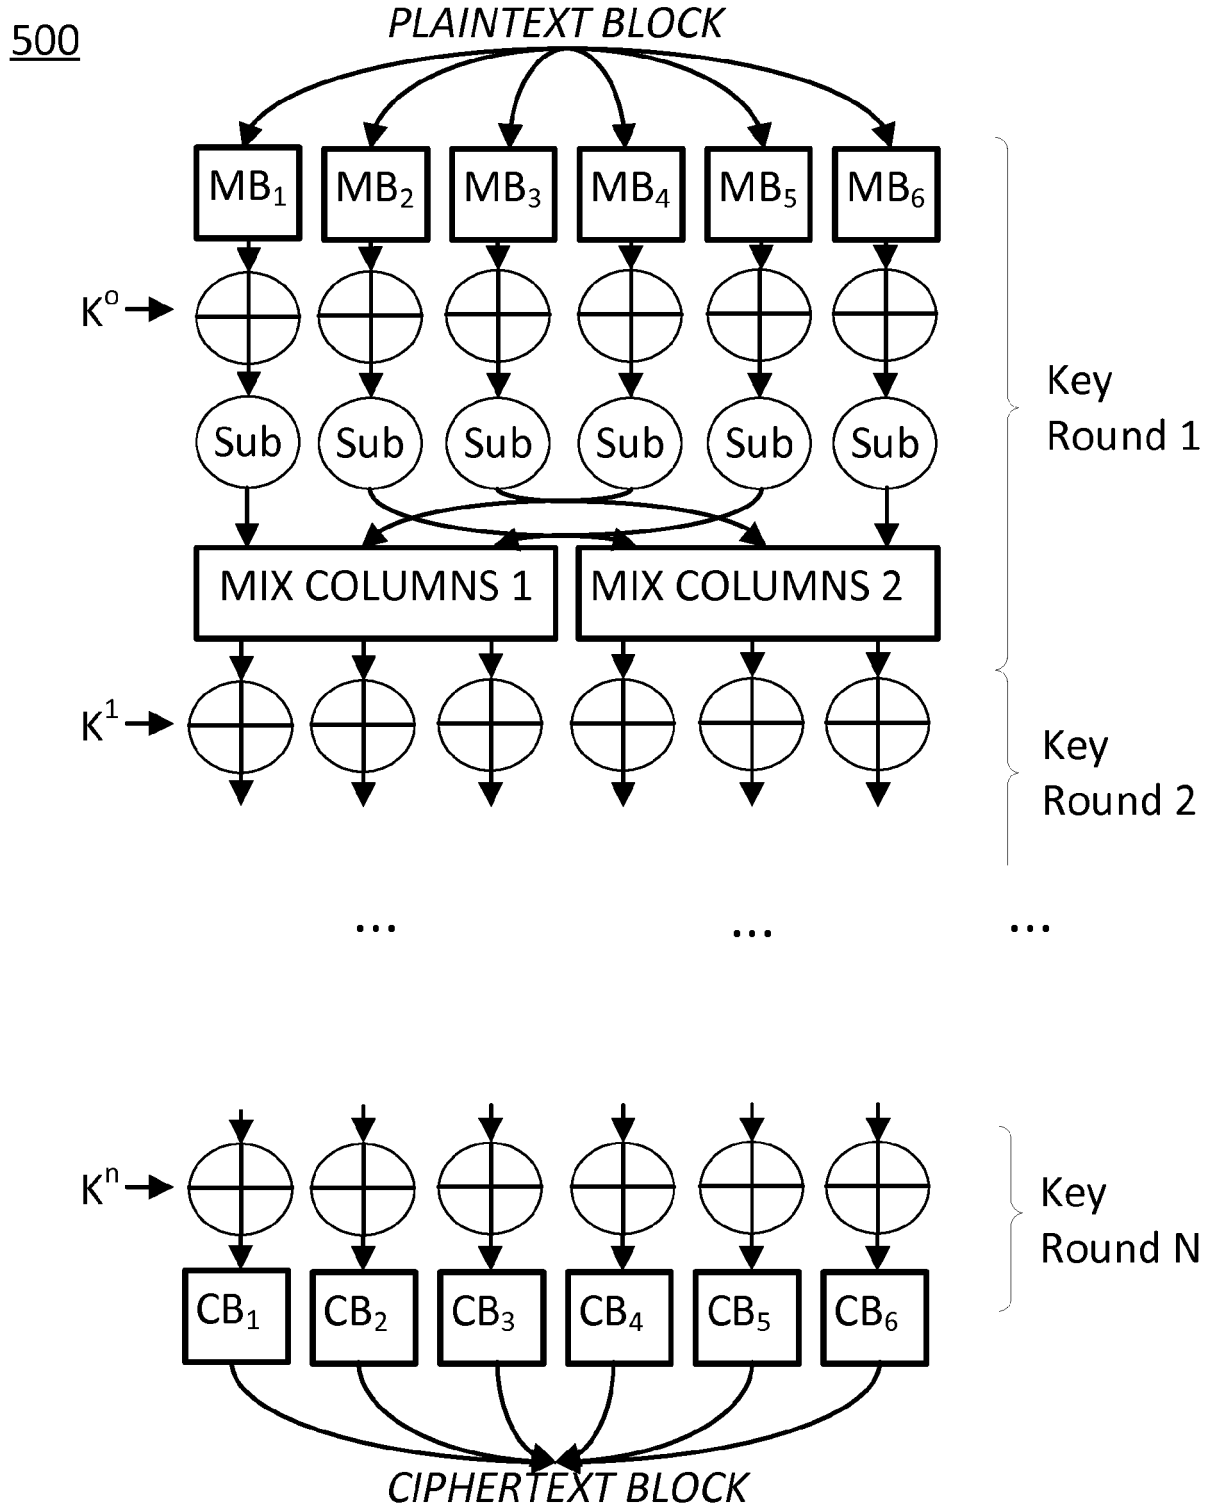 500
PLAINTEXT BLOCK
MB₁ MB₂ MB₃ MB₄ MB₅ MB₆
K⁰
Sub Sub Sub Sub Sub Sub
Key
Round 1
MIX COLUMNS 1 MIX COLUMNS 2
K¹
Key
Round 2
... ... ...
Kⁿ
Key
Round N
CB₁ CB₂ CB₃ CB₄ CB₅ CB₆
CIPHERTEXT BLOCK